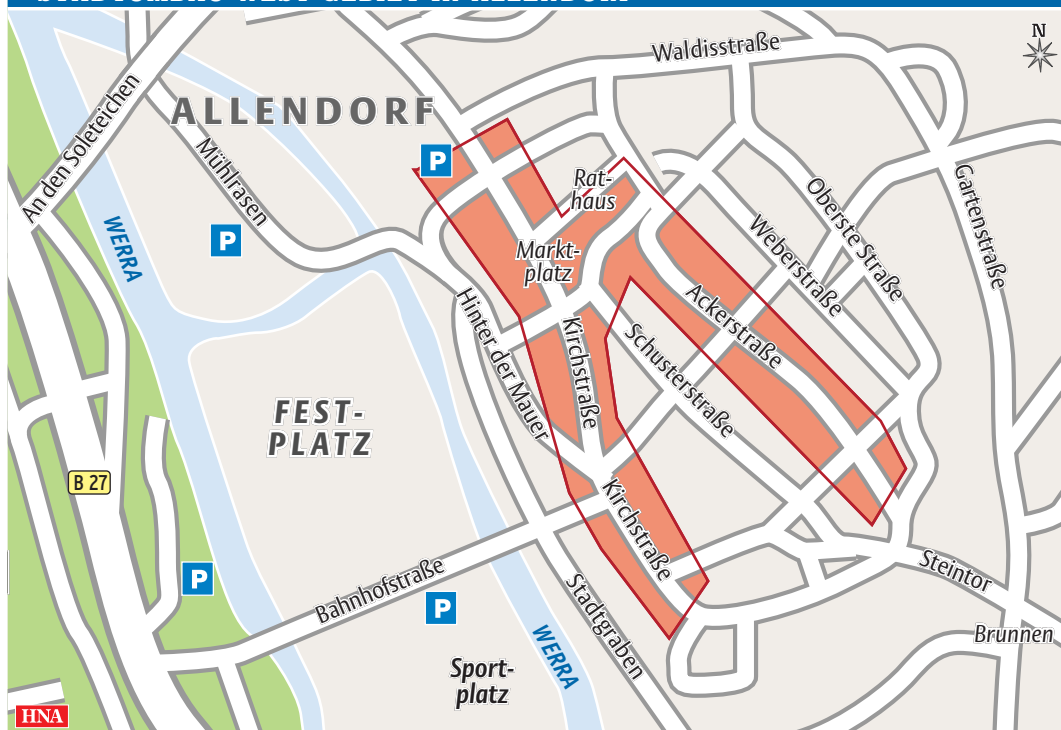 N
Waldisstraße
ALLENDORF
An den Soleteichen
Mühlrasen
P
Rat-
haus
Gartenstraße
Oberste Straße
Weberstraße
WERRA
P
Markt-
platz
Hinter der Mauer
Kirchstraße
Ackerstraße
Schusterstraße
FEST-
PLATZ
B 27
Kirchstraße
P
Bahnhofstraße
P
Stadtgraben
Steintor
Brunnen
WERRA
Sport-
platz
HNA